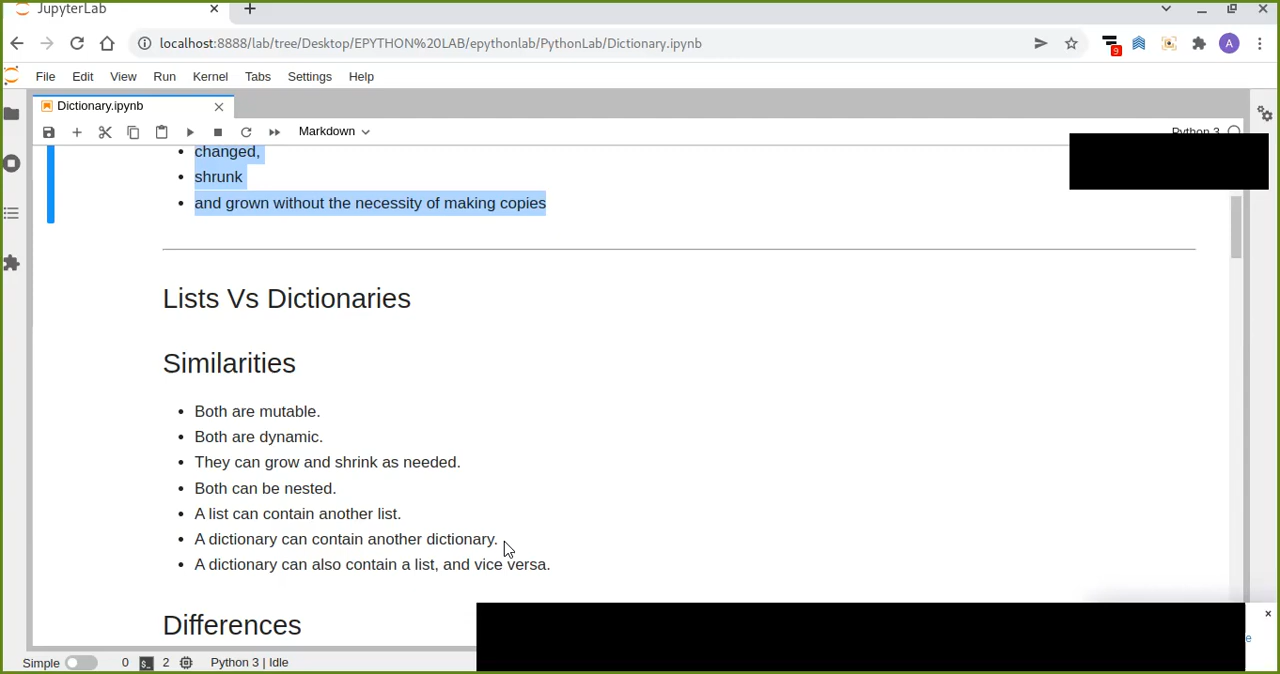 JupyterLab
localhost:8888/lab/tree/Desktop/EPYTHON%20LAB/epythonlab/PythonLab/Dictionary.ipynb
9
A
File Edit View Run Kernel Tabs Settings Help
Dictionary.ipynb
Markdown
Python 3
changed,
shrunk
and grown without the necessity of making copies
Lists Vs Dictionaries
Similarities
Both are mutable.
Both are dynamic.
They can grow and shrink as needed.
Both can be nested.
A list can contain another list.
A dictionary can contain another dictionary.
A dictionary can also contain a list, and vice versa.
Differences
Simple 0 2 Python 3 | Idle